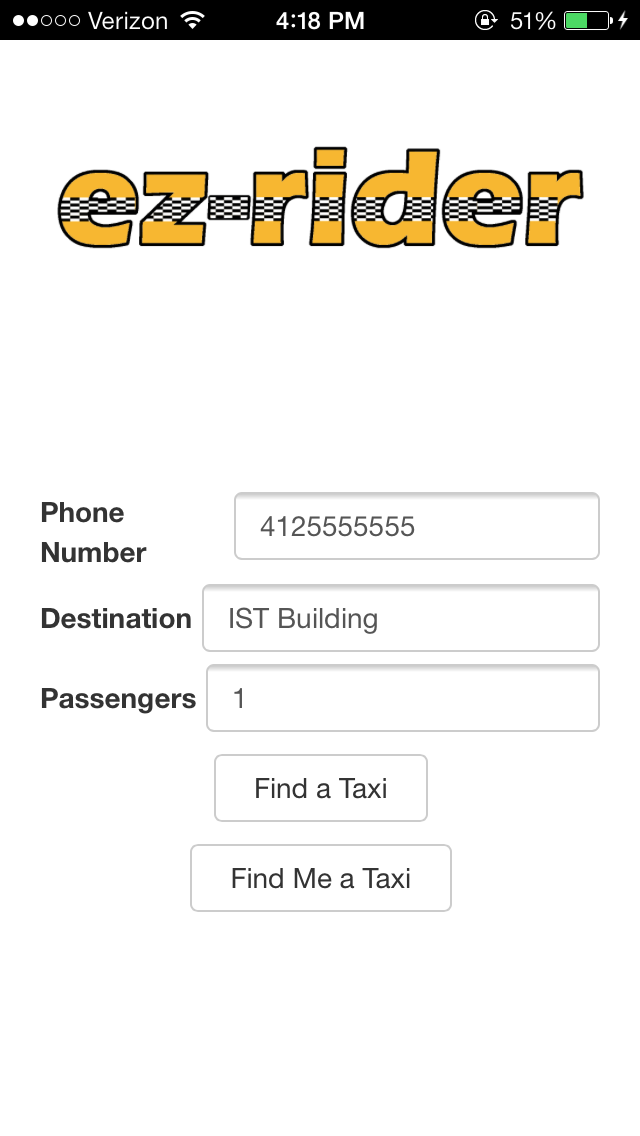 Verizon 4:18 PM 51%
ez-rider
Phone
Number
4125555555
Destination IST Building
Passengers 1
Find a Taxi
Find Me a Taxi